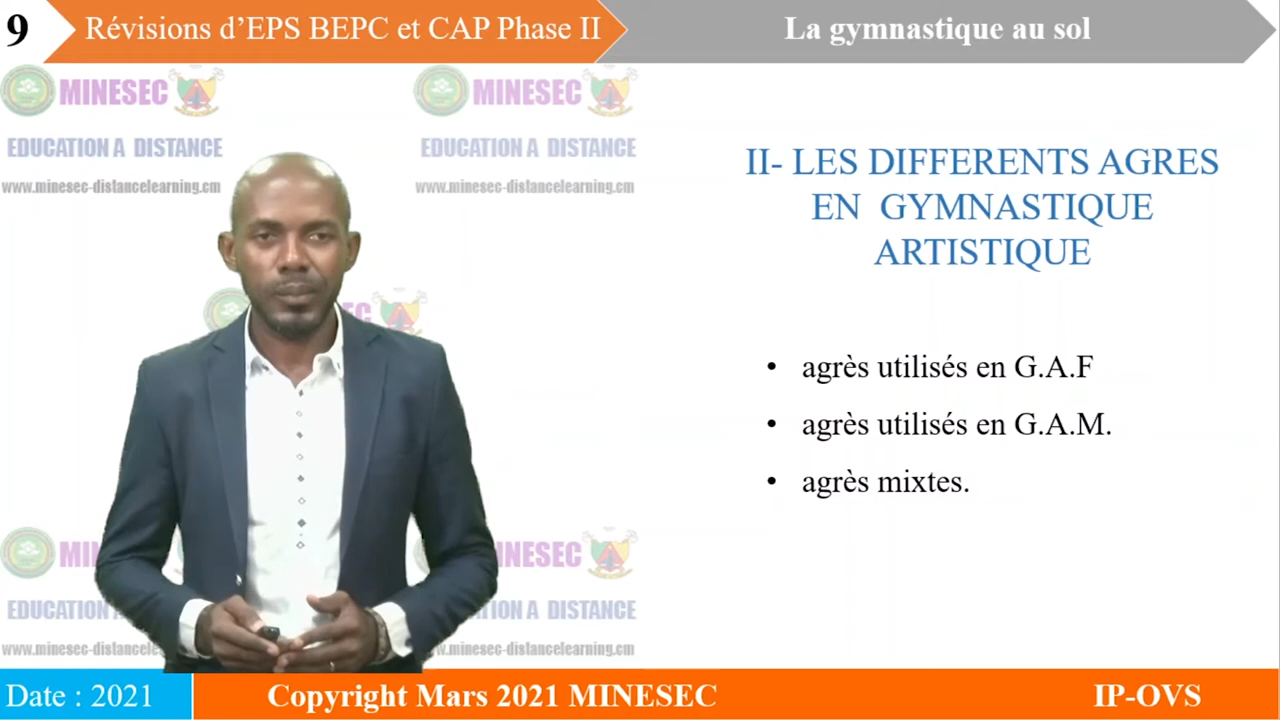 9
Révisions d’EPS BEPC et CAP Phase II
La gymnastique au sol
MINESEC
MINESEC
EDUCATION A DISTANCE
EDUCATION A DISTANCE
www.minesec-distancelearning.cm
www.minesec-distancelearning.cm
II- LES DIFFERENTS AGRES
EN GYMNASTIQUE
ARTISTIQUE
• agrès utilisés en G.A.F
• agrès utilisés en G.A.M.
• agrès mixtes.
EDUCATION
A DISTANCE
Date : 2021
Copyright Mars 2021 MINESEC
IP-OVS